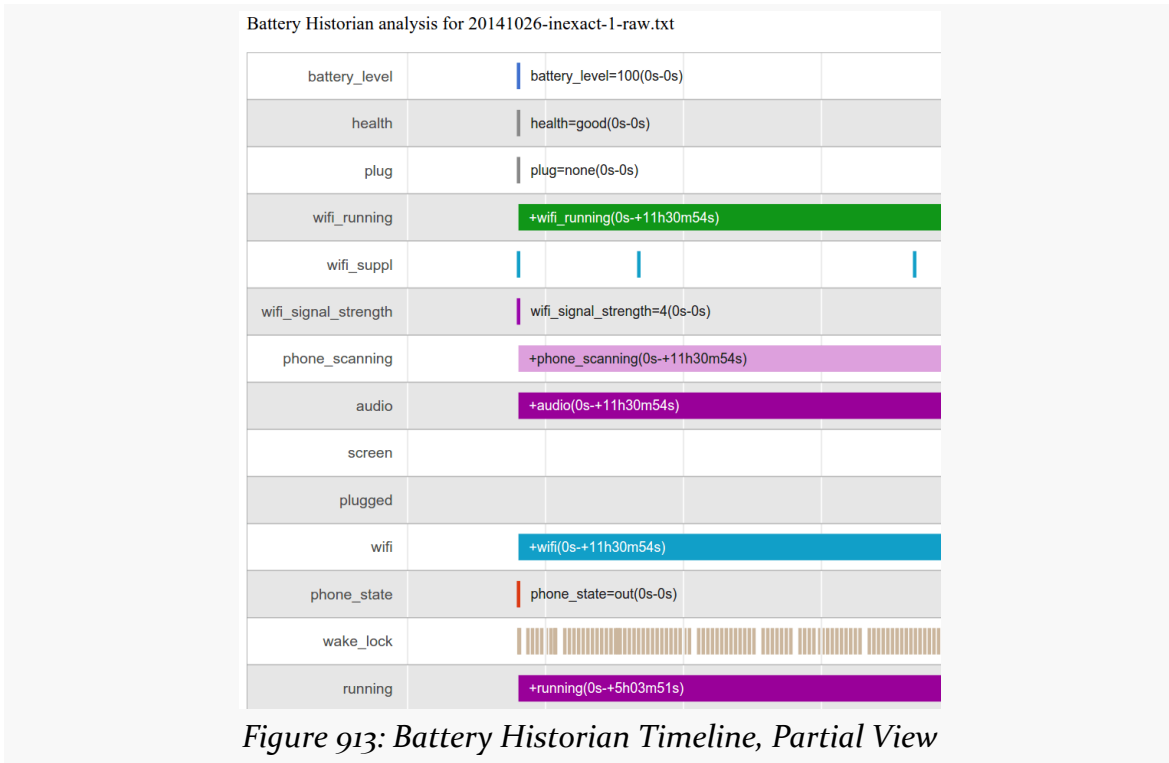 Battery Historian analysis for 20141026-inexact-1-raw.txt
battery_level battery_level=100(0s-0s)
health health=good(0s-0s)
plug plug=none(0s-0s)
wifi_running +wifi_running(0s-+11h30m54s)
wifi_suppl
wifi_signal_strength wifi_signal_strength=4(0s-0s)
phone_scanning +phone_scanning(0s-+11h30m54s)
audio +audio(0s-+11h30m54s)
screen
plugged
wifi +wifi(0s-+11h30m54s)
phone_state phone_state=out(0s-0s)
wake_lock
running +running(0s-+5h03m51s)
Figure 913: Battery Historian Timeline, Partial View